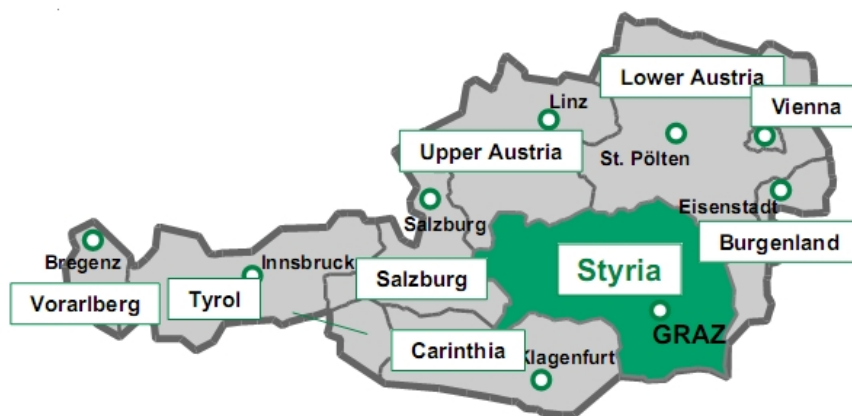 Lower Austria
Linz
Vienna
Upper Austria
St. Pölten
Salzburg
Eisenstadt
Burgenland
Bregenz
Innsbruck
Salzburg
Styria
Vorarlberg
Tyrol
GRAZ
Carinthia
Klagenfurt